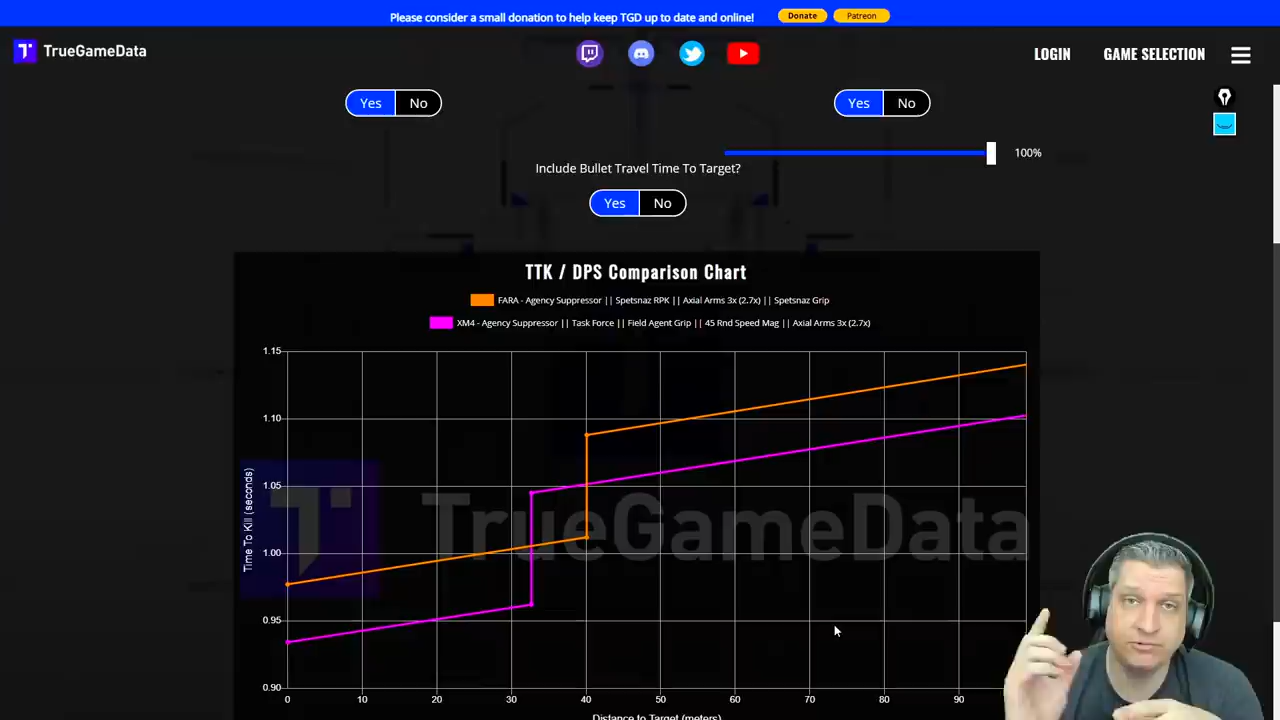 Please consider a small donation to help keep TGD up to date and online!
Donate
Patreon
TrueGameData
LOGIN
GAME SELECTION
Yes No
Yes No
100%
Include Bullet Travel Time To Target?
Yes No
TTK / DPS Comparison Chart
FARA - Agency Suppressor || Spetsnaz RPK || Axial Arms 3x (2.7x) || Spetsnaz Grip
XM4 - Agency Suppressor || Task Force || Field Agent Grip || 45 Rnd Speed Mag || Axial Arms 3x (2.7x)
1.15
1.10
1.05
1.00
0.95
0.90
Time To Kill (seconds)
TrueGameData
0 10 20 30 40 50 60 70 80 90
Distance to Target (meters)